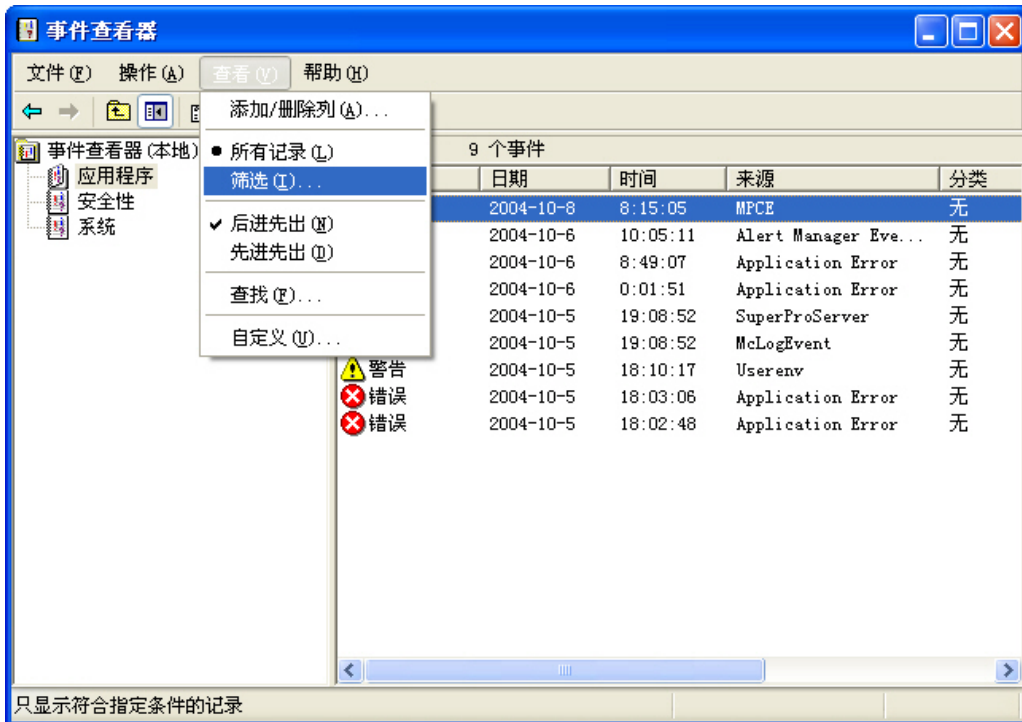 事件查看器
文件(F) 操作(A) 查看(V) 帮助(H)
添加/删除列(A)...
所有记录(L)
筛选(I)...
后进先出(N)
先进先出(O)
查找(F)...
自定义(U)...
事件查看器(本地)
应用程序
安全性
系统
9 个事件
日期 时间 来源 分类
2004-10-8 8:15:05 MPCE 无
2004-10-6 10:05:11 Alert Manager Eve... 无
2004-10-6 8:49:07 Application Error 无
2004-10-6 0:01:51 Application Error 无
2004-10-5 19:08:52 SuperProServer 无
2004-10-5 19:08:52 McLogEvent 无
警告 2004-10-5 18:10:17 Userenv 无
错误 2004-10-5 18:03:06 Application Error 无
错误 2004-10-5 18:02:48 Application Error 无
只显示符合指定条件的记录